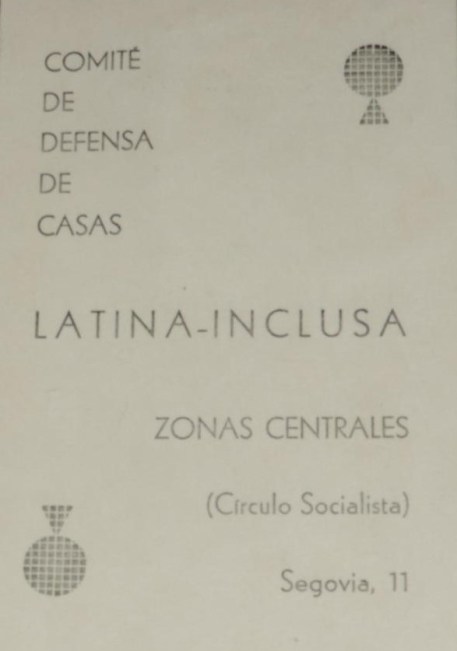 COMITÉ
DE
DEFENSA
DE
CASAS
LATINA-INCLUSA
ZONAS CENTRALES
(Círculo Socialista)
Segovia, 11